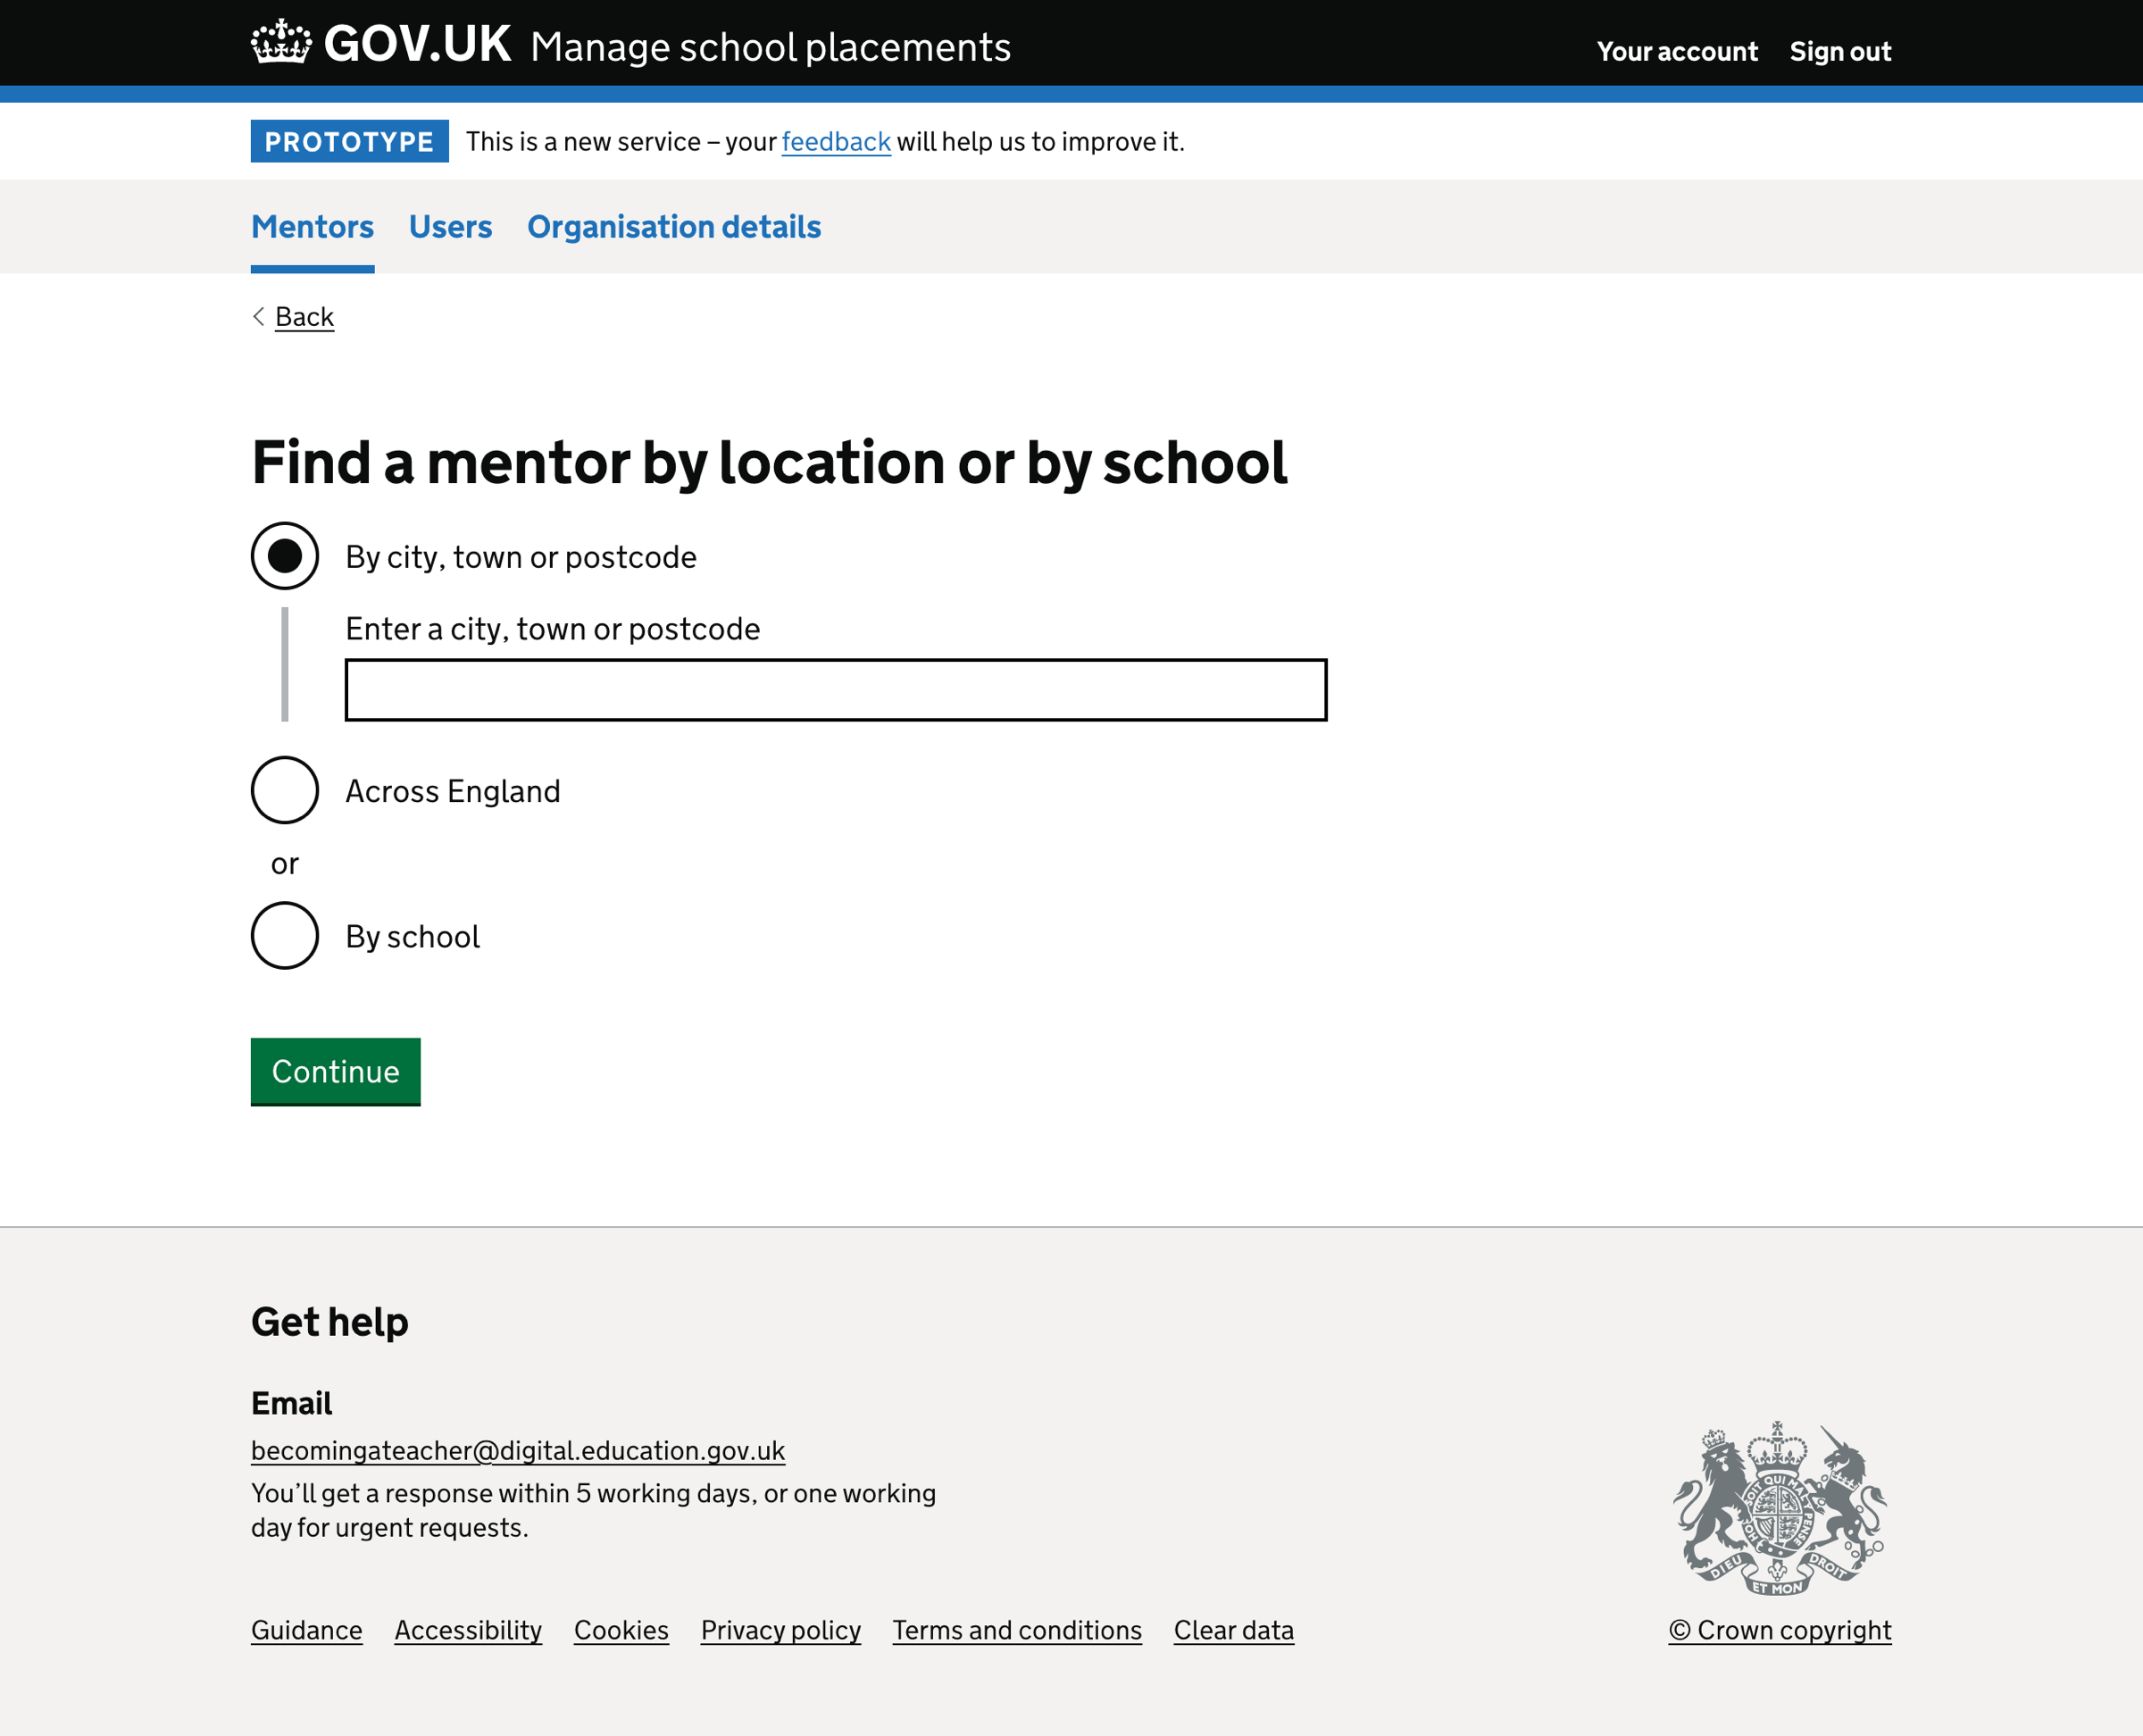 GOV.UK Manage school placements
Your account Sign out
PROTOTYPE This is a new service – your feedback will help us to improve it.
Mentors Users Organisation details
Back
Find a mentor by location or by school
By city, town or postcode
Enter a city, town or postcode
Across England
or
By school
Continue
Get help
Email
becomingateacher@digital.education.gov.uk
You’ll get a response within 5 working days, or one working
day for urgent requests.
DIEU ET MON DROIT
Guidance Accessibility Cookies Privacy policy Terms and conditions Clear data
© Crown copyright